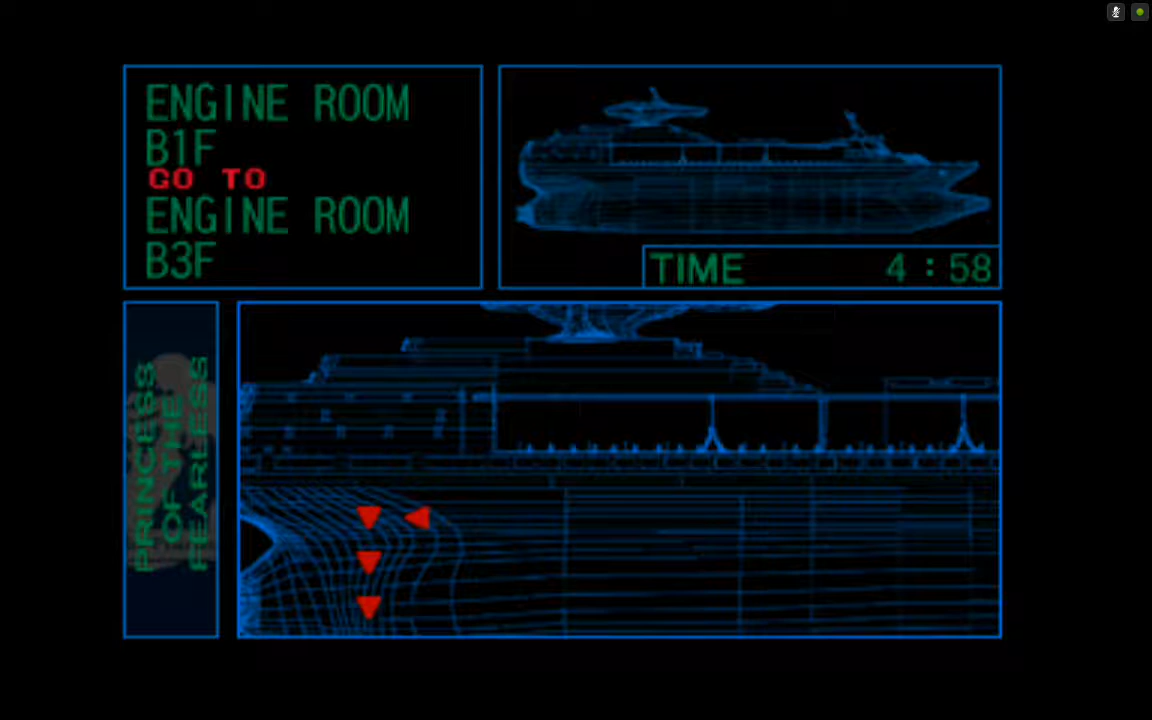 ENGINE ROOM
B1F
GO TO
ENGINE ROOM
B3F
TIME 4:58
PRINCESS
OF THE
FEARLESS